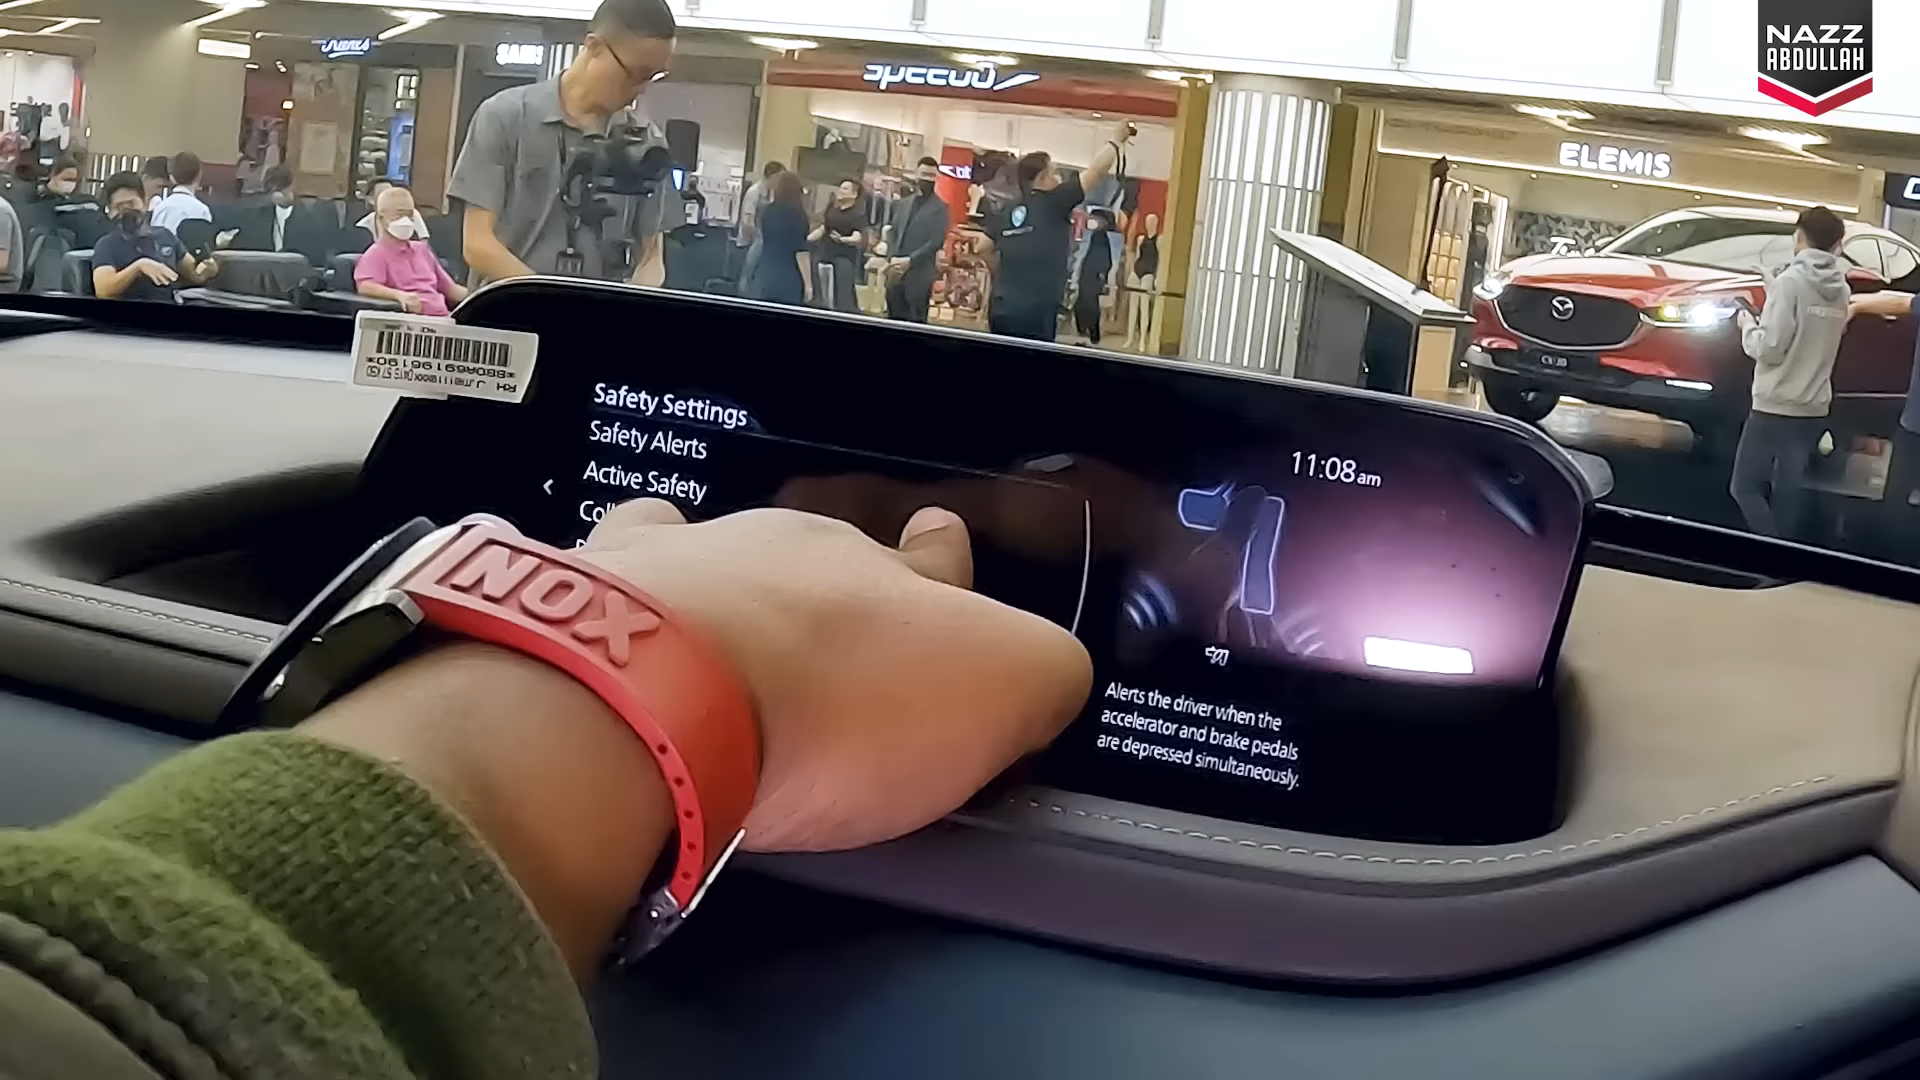 NAZZ
ABDULLAH
speedo
ELEMIS
Safety Settings
Safety Alerts
Active Safety
11:08am
Alerts the driver when the
accelerator and brake pedals
are depressed simultaneously.
NOX